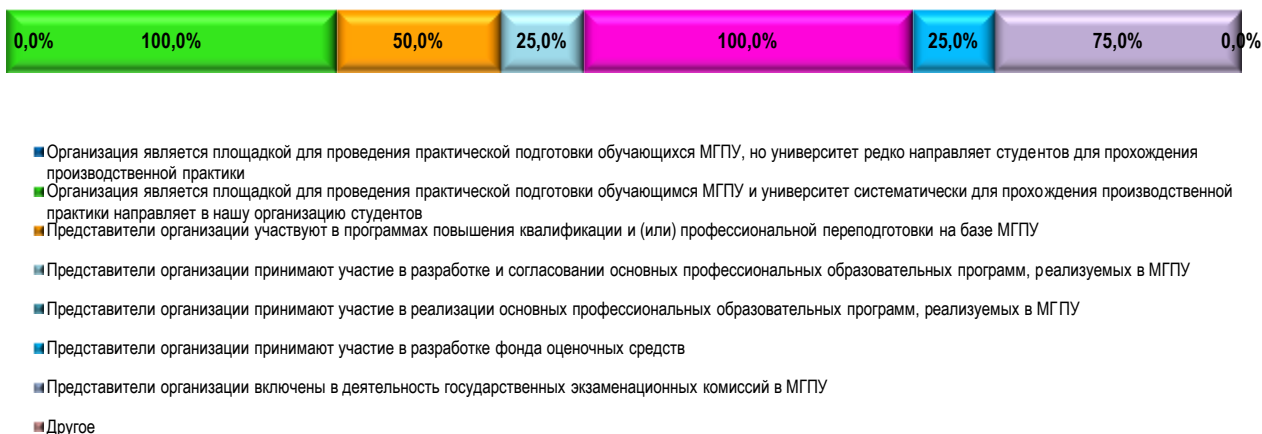 0,0% 100,0% 50,0% 25,0% 100,0% 25,0% 75,0% 0,0%
Организация является площадкой для проведения практической подготовки обучающихся МГПУ, но университет редко направляет студентов для прохождения
производственной практики
Организация является площадкой для проведения практической подготовки обучающимся МГПУ и университет систематически для прохождения производственной
практики направляет в нашу организацию студентов
Представители организации участвуют в программах повышения квалификации и (или) профессиональной переподготовки на базе МГПУ
Представители организации принимают участие в разработке и согласовании основных профессиональных образовательных программ, реализуемых в МГПУ
Представители организации принимают участие в реализации основных профессиональных образовательных программ, реализуемых в МГПУ
Представители организации принимают участие в разработке фонда оценочных средств
Представители организации включены в деятельность государственных экзаменационных комиссий в МГПУ
Другое